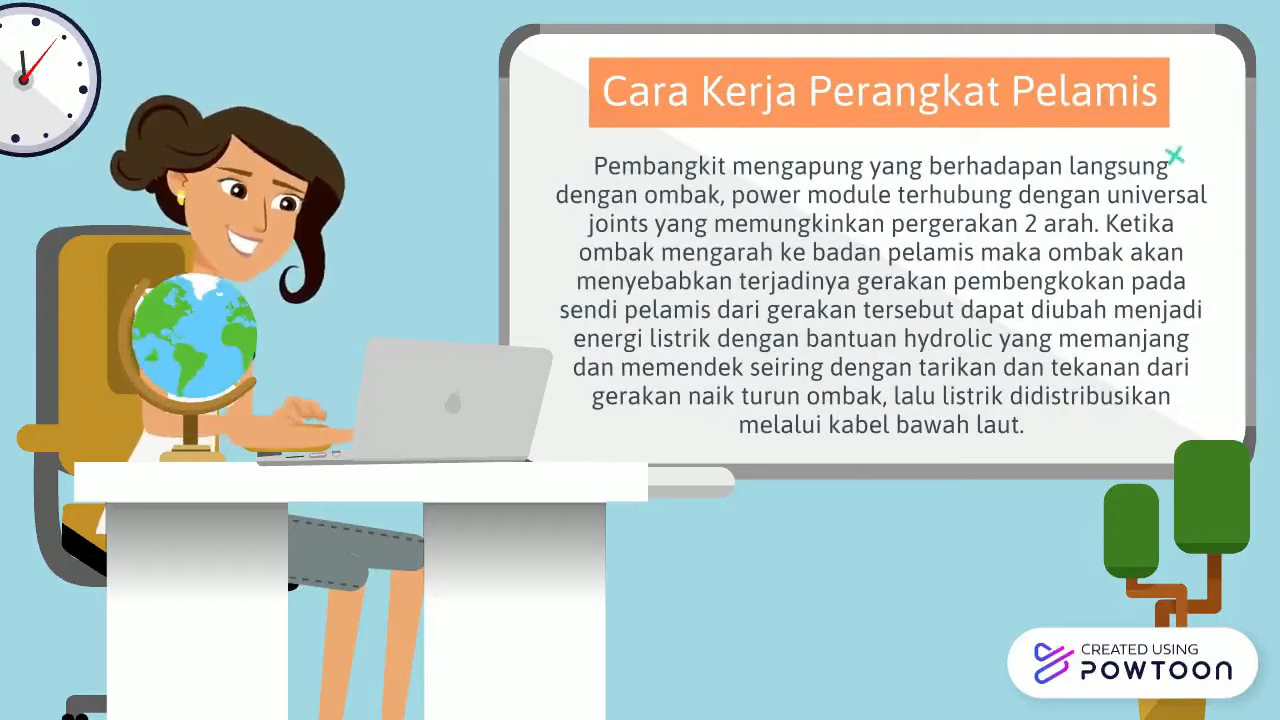 Cara Kerja Perangkat Pelamis
Pembangkit mengapung yang berhadapan langsung
dengan ombak, power module terhubung dengan universal
joints yang memungkinkan pergerakan 2 arah. Ketika
ombak mengarah ke badan pelamis maka ombak akan
menyebabkan terjadinya gerakan pembengkokan pada
sendi pelamis dari gerakan tersebut dapat diubah menjadi
energi listrik dengan bantuan hydrolic yang memanjang
dan memendek seiring dengan tarikan dan tekanan dari
gerakan naik turun ombak, lalu listrik didistribusikan
melalui kabel bawah laut.
CREATED USING
POWTOON